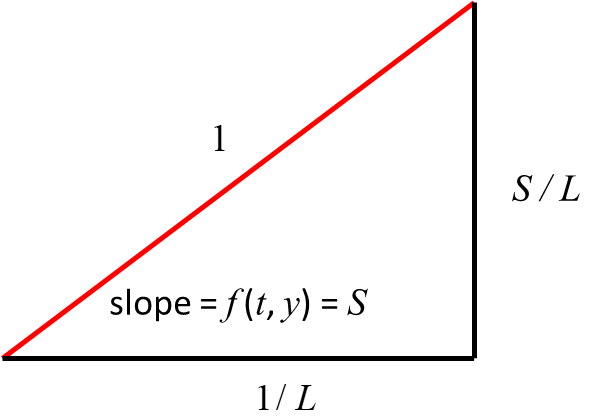 1
S / L
slope = f(t, y) = S
1/ L